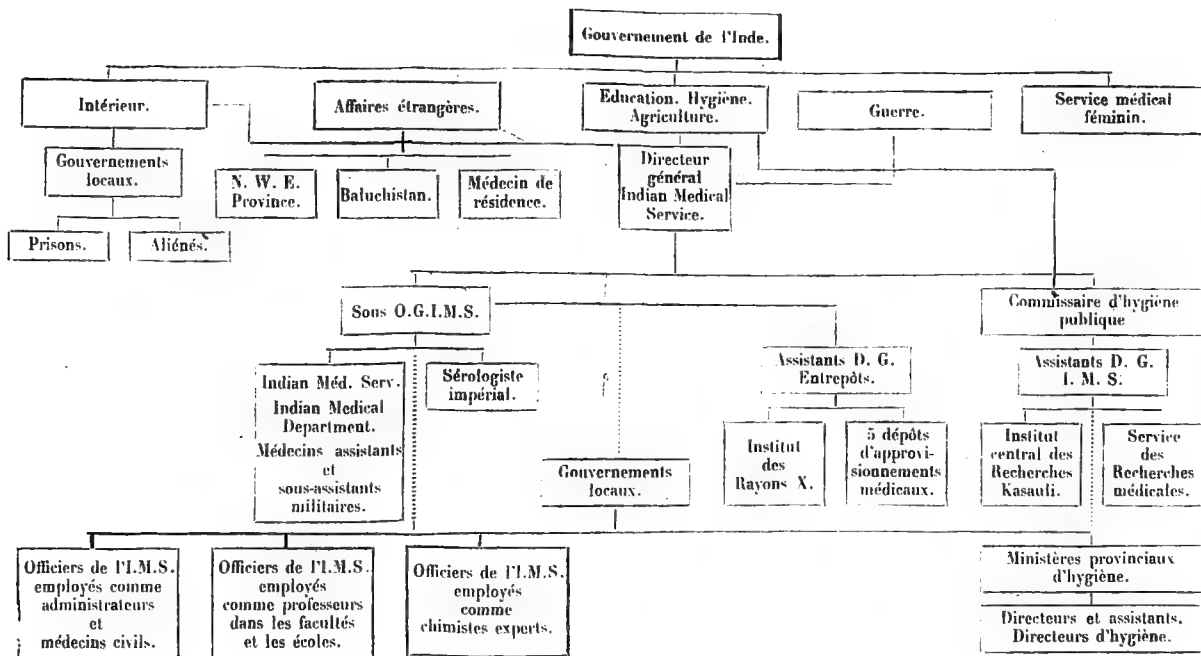 Gouvernement de l'Inde.
Intérieur.
Affaires étrangères.
Education. Hygiène.
Agriculture.
Guerre.
Service médical
féminin.
Gouvernements
locaux.
N. W. E.
Province.
Batuchistan.
Médecin de
résidence.
Directeur
général
Indian Medical
Service.
Prisons.
Aliénés.
Sous O.G.I.M.S.
Commissaire d'hygiène
publique
Indian Méd. Serv.
Indian Medical
Department.
Médecins assistants
et
sous-assistants
militaires.
Sérologiste
impérial.
Assistants D. G.
Entrepôts.
Assistants D. G.
I. M. S.
Gouvernements
locaux.
Institut
des
Rayons X.
5 dépôts
d'approvi-
sionnements
médicaux.
Institut
central des
Recherches
Kasauli.
Service
des
Recherches
médicales.
Officiers de l'I.M.S.
employés comme
administrateurs
et
médecins civils.
Officiers de l'I.M.S.
employés
comme professeurs
dans les facultés
et les écoles.
Officiers de l'I.M.S.
employés
comme
chimistes experts.
Ministères provinciaux
d'hygiène.
Directeurs et assistants.
Directeurs d'hygiène.